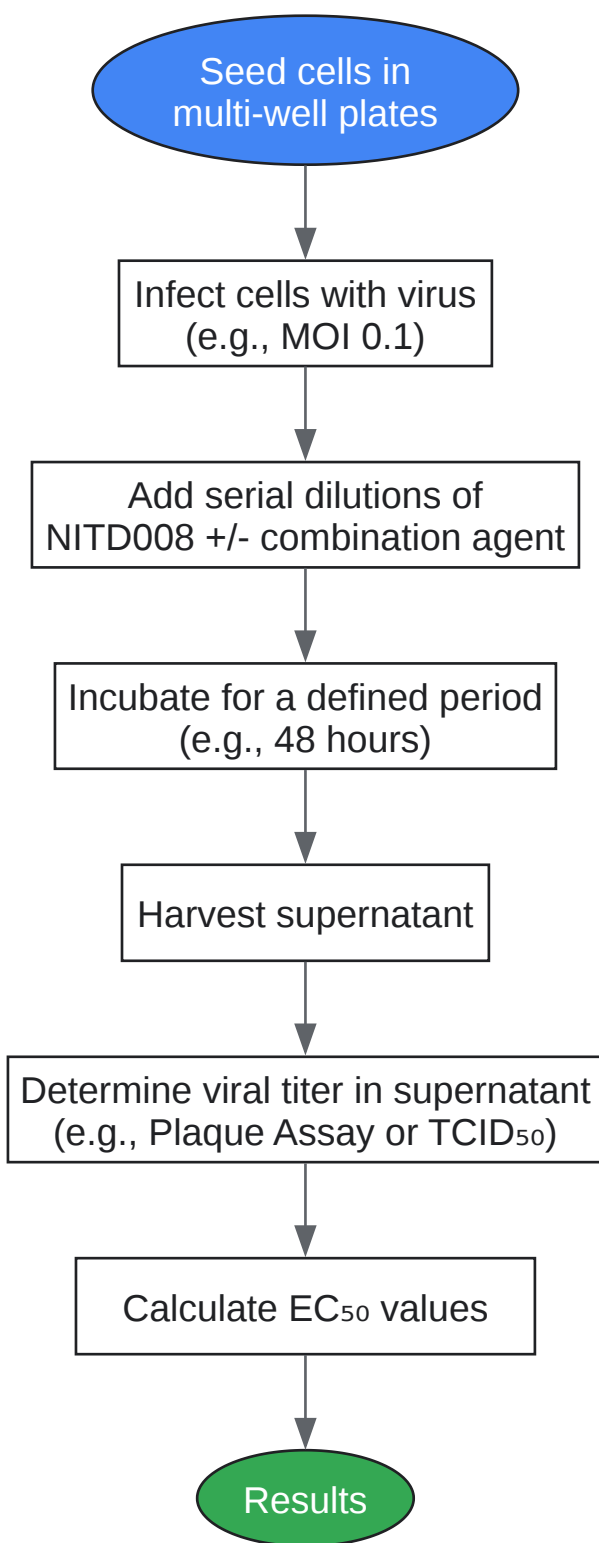 Seed cells in
multi-well plates
Infect cells with virus
(e.g., MOI 0.1)
Add serial dilutions of
NITD008 +/- combination agent
Incubate for a defined period
(e.g., 48 hours)
Harvest supernatant
Determine viral titer in supernatant
(e.g., Plaque Assay or TCID₅₀)
Calculate EC₅₀ values
Results